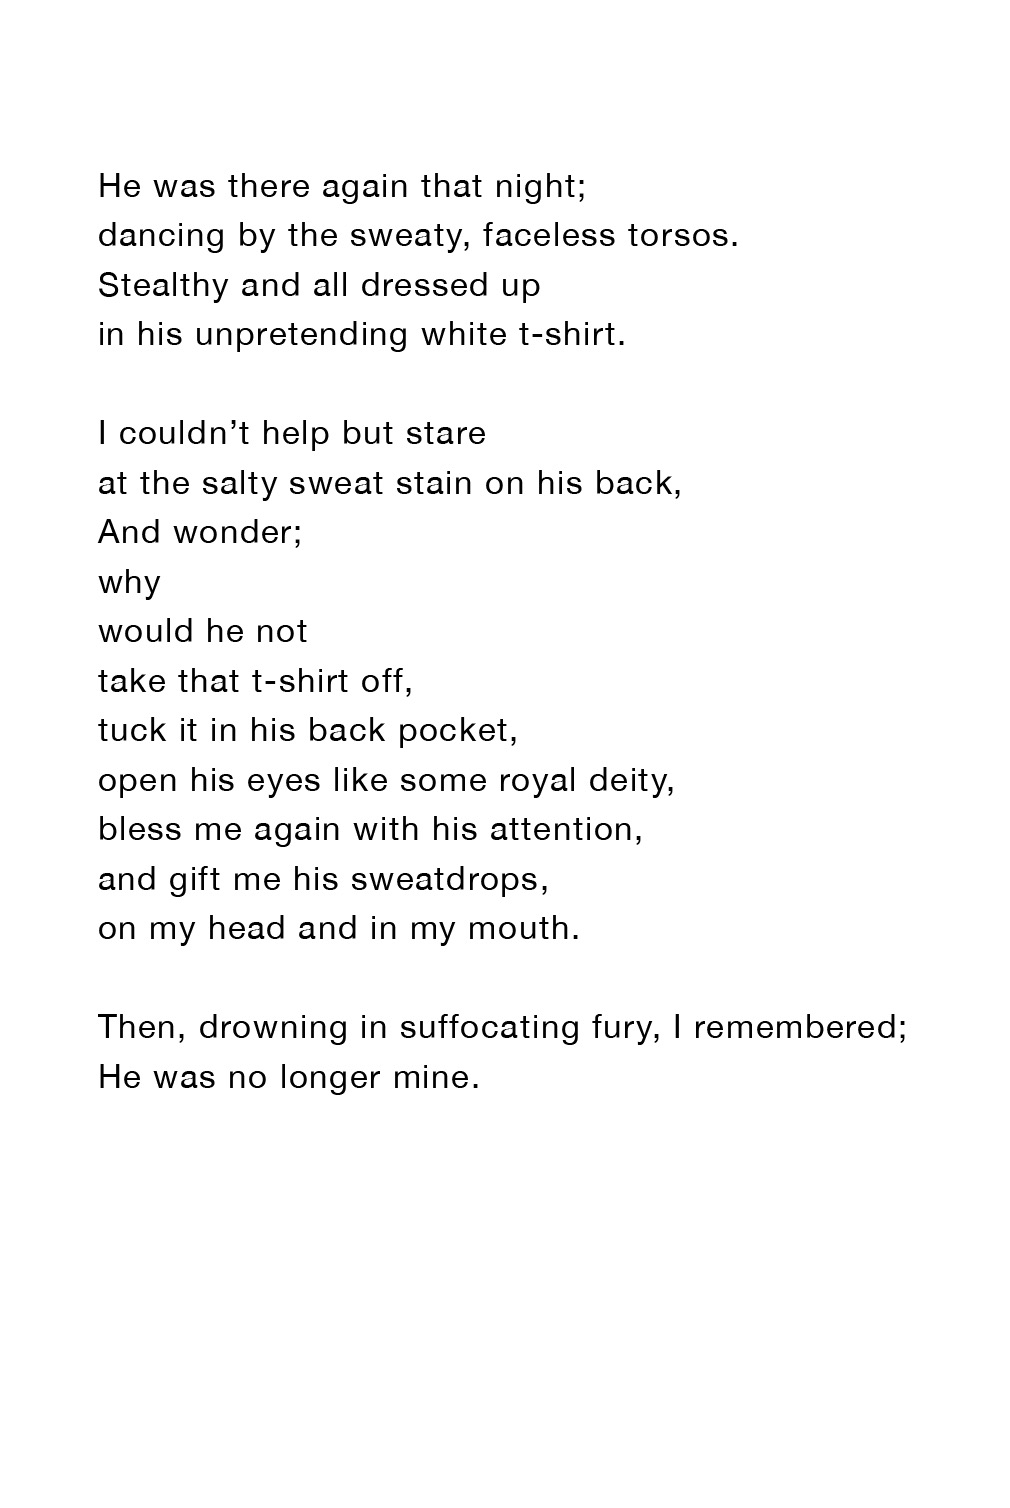 He was there again that night;
dancing by the sweaty, faceless torsos.
Stealthy and all dressed up
in his unpretending white t-shirt.

I couldn’t help but stare
at the salty sweat stain on his back,
And wonder;
why
would he not
take that t-shirt off,
tuck it in his back pocket,
open his eyes like some royal deity,
bless me again with his attention,
and gift me his sweatdrops,
on my head and in my mouth.

Then, drowning in suffocating fury, I remembered;
He was no longer mine.